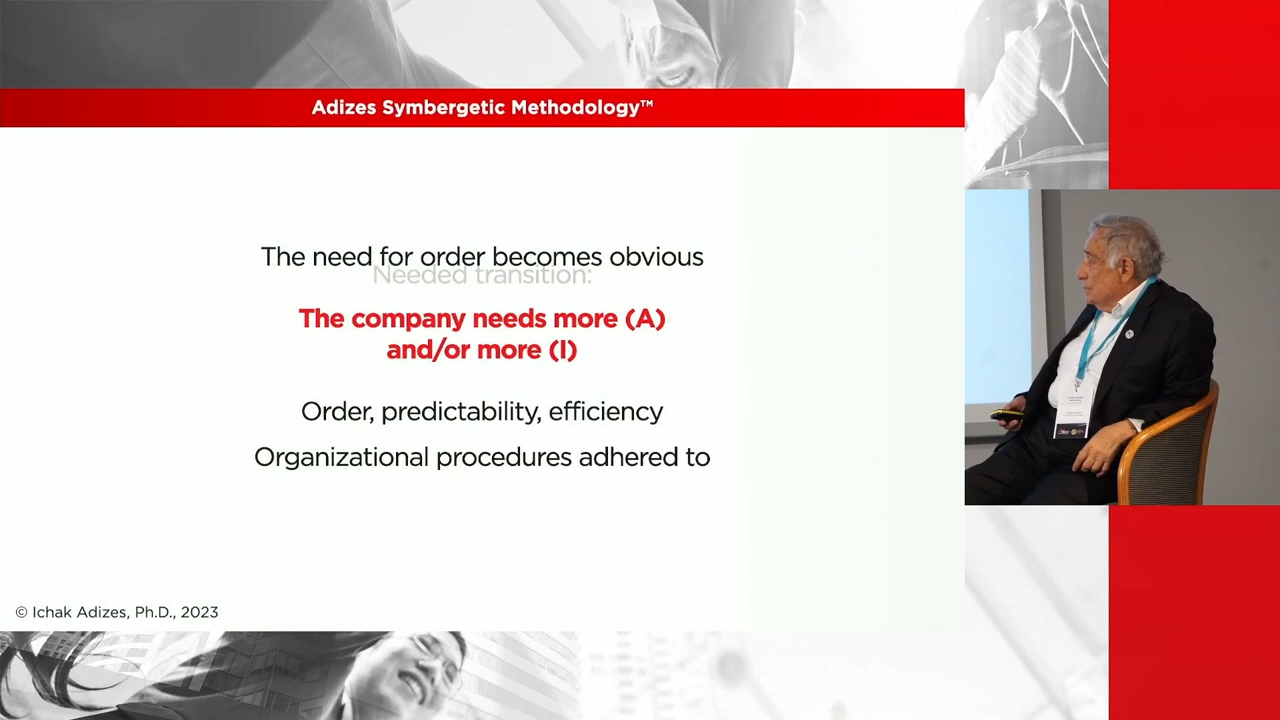 Adizes Symbergetic Methodology™
The need for order becomes obvious
Needed transition:
The company needs more (A)
and/or more (I)
Order, predictability, efficiency
Organizational procedures adhered to
© Ichak Adizes, Ph.D., 2023